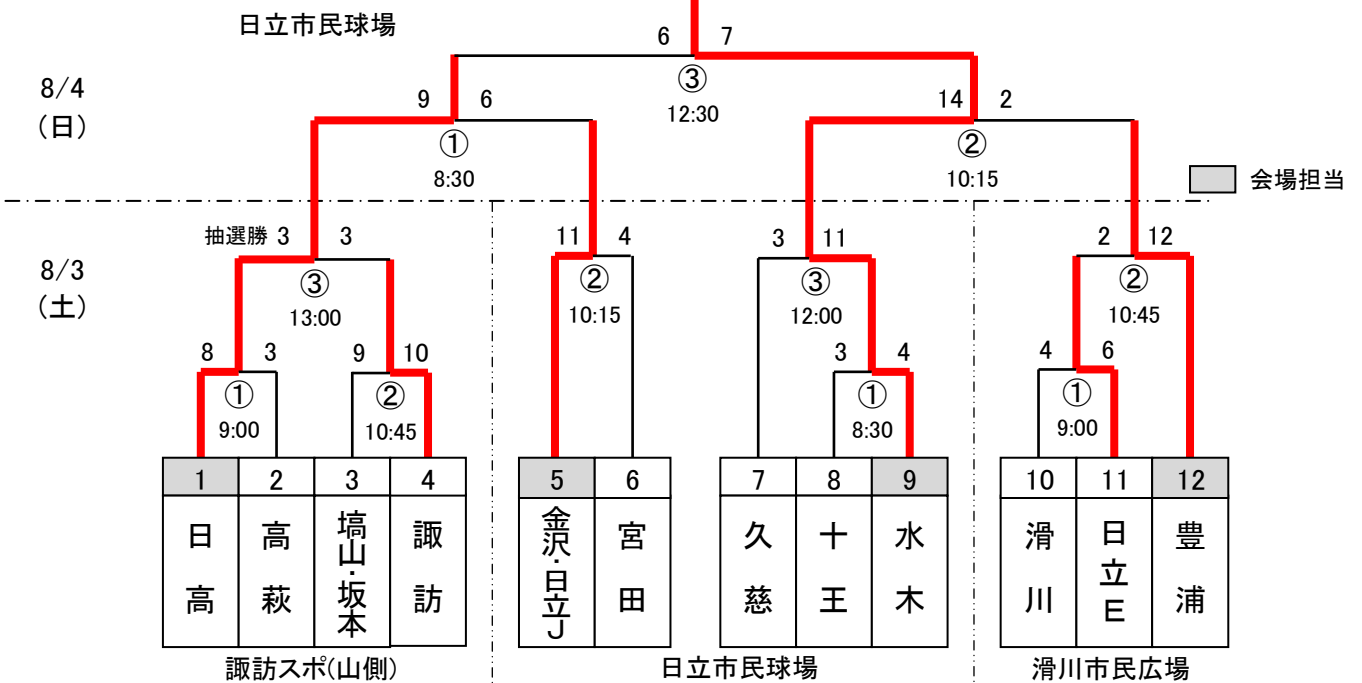 日立市民球場
6 7
8/4
(日)
③
12:30
9 6
14 2
①
8:30
②
10:15
会場担当
8/3
(土)
抽選勝 3 3
11 4
3 11
2 12
③
13:00
②
10:15
③
12:00
②
10:45
8 3
9 10
3 4
4 6
①
9:00
②
10:45
①
8:30
①
9:00
1 2 3 4 5 6 7 8 9 10 11 12
日高
高萩
塙山・坂本
諏訪
金沢・日立J
宮田
久慈
十王
水木
滑川
日立E
豊浦
諏訪スポ(山側)
日立市民球場
滑川市民広場